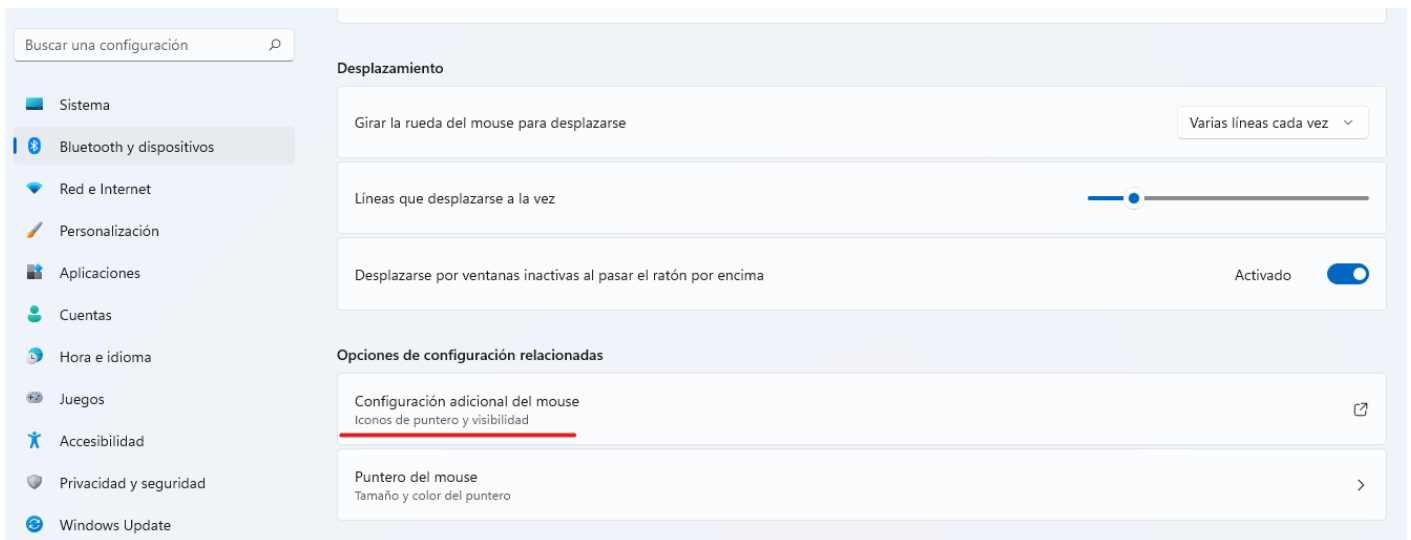 Buscar una configuración
Sistema
Bluetooth y dispositivos
Red e Internet
Personalización
Aplicaciones
Cuentas
Hora e idioma
Juegos
Accesibilidad
Privacidad y seguridad
Windows Update
Desplazamiento
Girar la rueda del mouse para desplazarse
Varias líneas cada vez
Líneas que desplazarse a la vez
Desplazarse por ventanas inactivas al pasar el ratón por encima
Activado
Opciones de configuración relacionadas
Configuración adicional del mouse
Iconos de puntero y visibilidad
Puntero del mouse
Tamaño y color del puntero